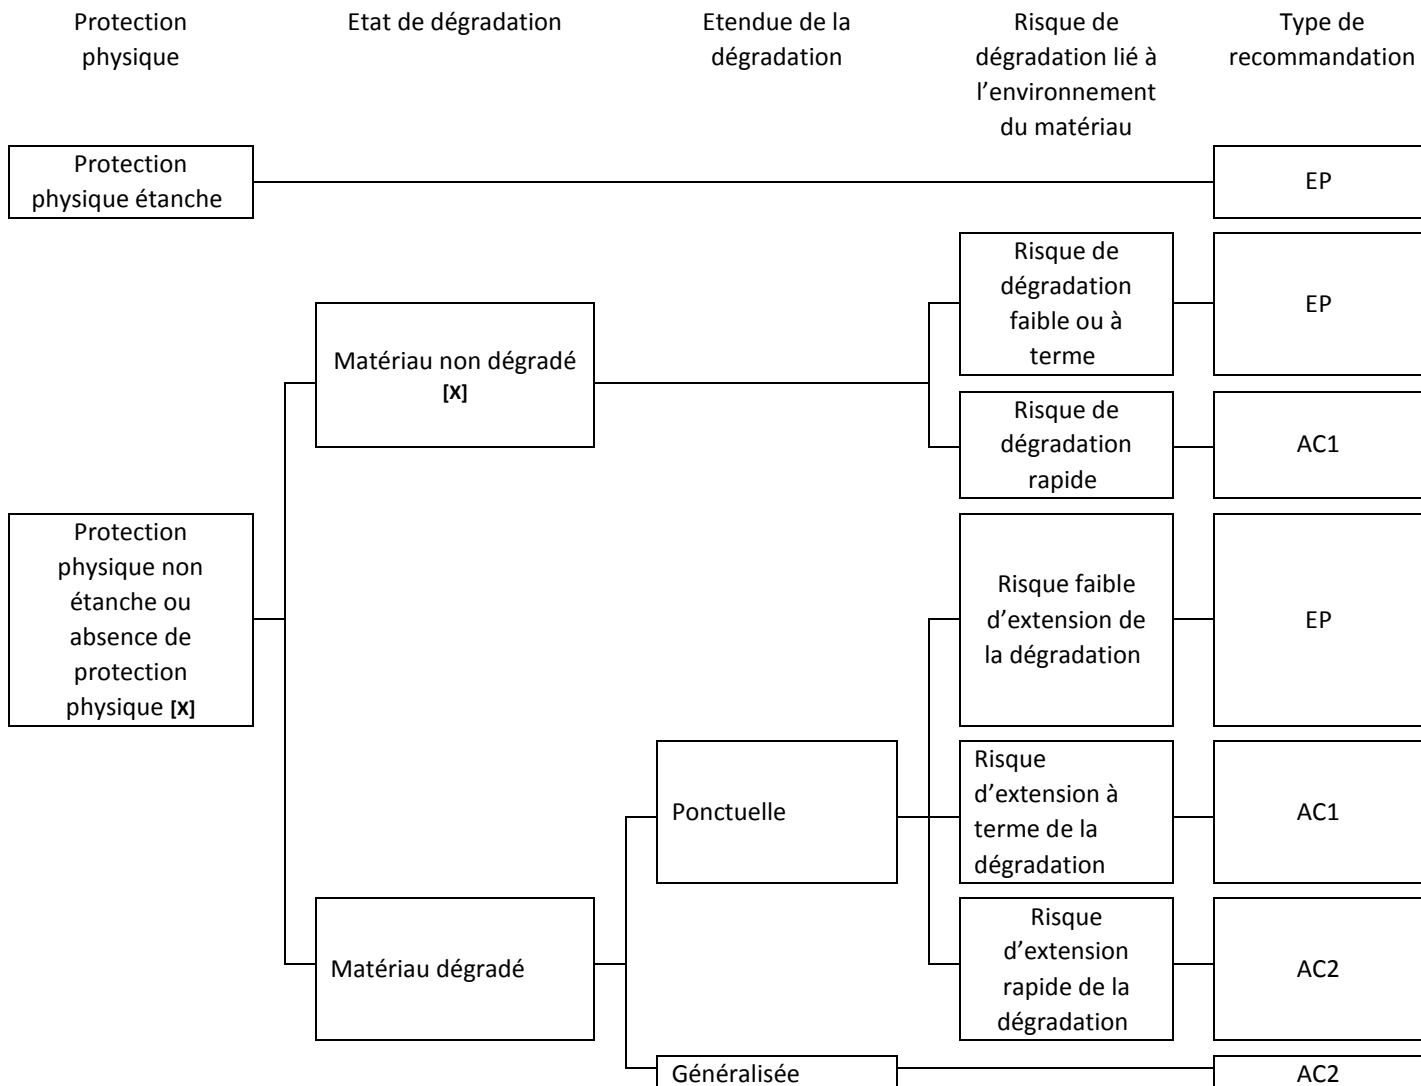 Protection
physique
Etat de dégradation
Etendue de la
dégradation
Risque de
dégradation lié à
l’environnement
du matériau
Type de
recommandation
Protection
physique étanche
EP
Risque de
dégradation
faible ou à
terme
EP
Matériau non dégradé
[X]
Risque de
dégradation
rapide
AC1
Protection
physique non
étanche ou
absence de
protection
physique [X]
Risque faible
d’extension de
la dégradation
EP
Ponctuelle
Risque
d’extension à
terme de la
dégradation
AC1
Matériau dégradé
Risque
d’extension
rapide de la
dégradation
AC2
Généralisée
AC2